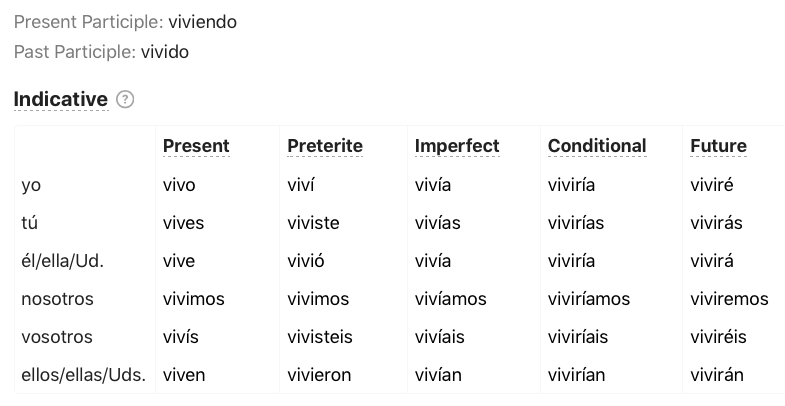 Present Participle: viviendo
Past Participle: vivido
Indicative ?
Present Preterite Imperfect Conditional Future
yo vivo viví vivía viviría viviré
tú vives viviste vivías vivirías vivirás
él/ella/Ud. vive vivió vivía viviría vivirá
nosotros vivimos vivimos vivíamos viviríamos viviremos
vosotros vivís vivisteis vivíais viviríais viviréis
ellos/ellas/Uds. viven vivieron vivían vivirían vivirán